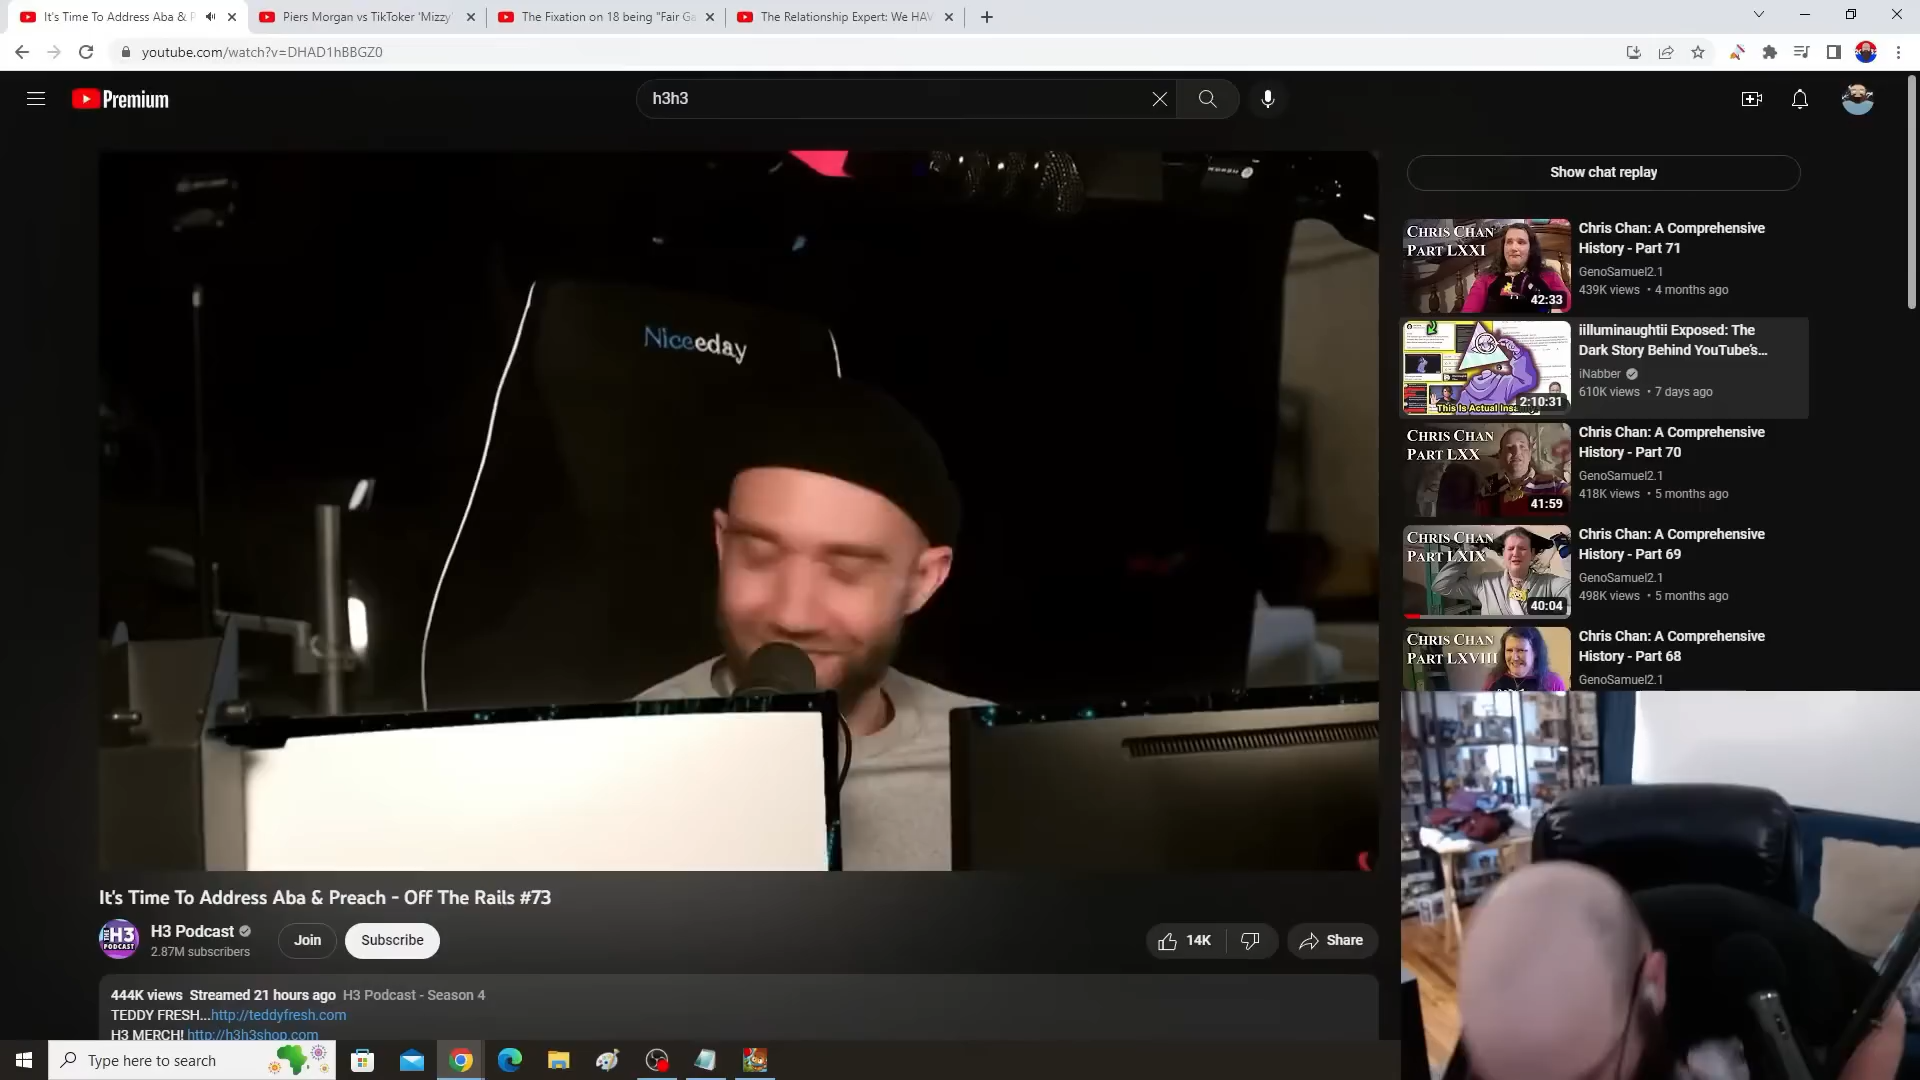 It's Time To Address Aba & P
Piers Morgan vs TikToker 'Mizzy'
The Fixation on 18 being "Fair Ga
The Relationship Expert: We HAV
youtube.com/watch?v=DHAD1hBBGZ0
Premium
h3h3
Show chat replay
Niceeday
CHRIS CHAN
PART LXXI
42:33
Chris Chan: A Comprehensive
History - Part 71
GenoSamuel2.1
439K views • 4 months ago
This Is Actual Insa
2:10:31
iilluminaughtii Exposed: The
Dark Story Behind YouTube's...
iNabber
610K views • 7 days ago
CHRIS CHAN
PART LXX
41:59
Chris Chan: A Comprehensive
History - Part 70
GenoSamuel2.1
418K views • 5 months ago
CHRIS CHAN
PART LXIX
40:04
Chris Chan: A Comprehensive
History - Part 69
GenoSamuel2.1
498K views • 5 months ago
CHRIS CHAN
PART LXVIII
Chris Chan: A Comprehensive
History - Part 68
GenoSamuel2.1
It's Time To Address Aba & Preach - Off The Rails #73
THE H3 PODCAST
H3 Podcast
2.87M subscribers
Join
Subscribe
14K
Share
444K views Streamed 21 hours ago H3 Podcast - Season 4
TEDDY FRESH...http://teddyfresh.com
H3 MERCH! http://h3h3shop.com
Type here to search